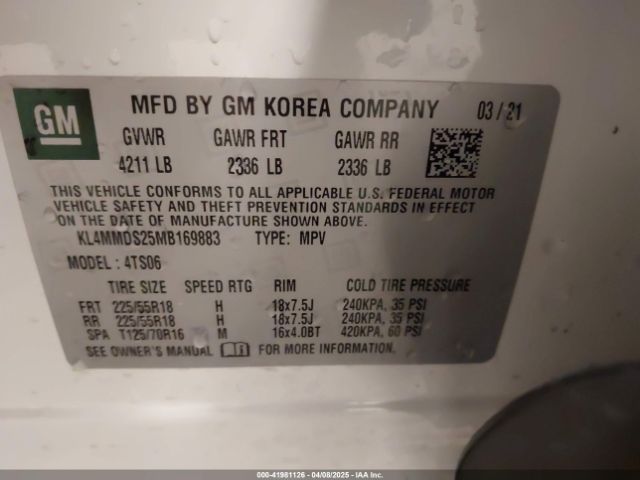 GM
MFD BY GM KOREA COMPANY 03 / 21
GVWR GAWR FRT GAWR RR
4211 LB 2336 LB 2336 LB
THIS VEHICLE CONFORMS TO ALL APPLICABLE U.S. FEDERAL MOTOR
VEHICLE SAFETY AND THEFT PREVENTION STANDARDS IN EFFECT
ON THE DATE OF MANUFACTURE SHOWN ABOVE.
KL4MMDS25MB169883 TYPE: MPV
MODEL : 4TS06
TIRE SIZE SPEED RTG RIM COLD TIRE PRESSURE
FRT 225/55R18 H 18x7.5J 240KPA, 35 PSI
RR 225/55R18 H 18x7.5J 240KPA, 35 PSI
SPA T125/70R16 M 16x4.0BT 420KPA, 60 PSI
SEE OWNER'S MANUAL FOR MORE INFORMATION.
000-41981126 - 04/08/2025 - IAAI Inc.